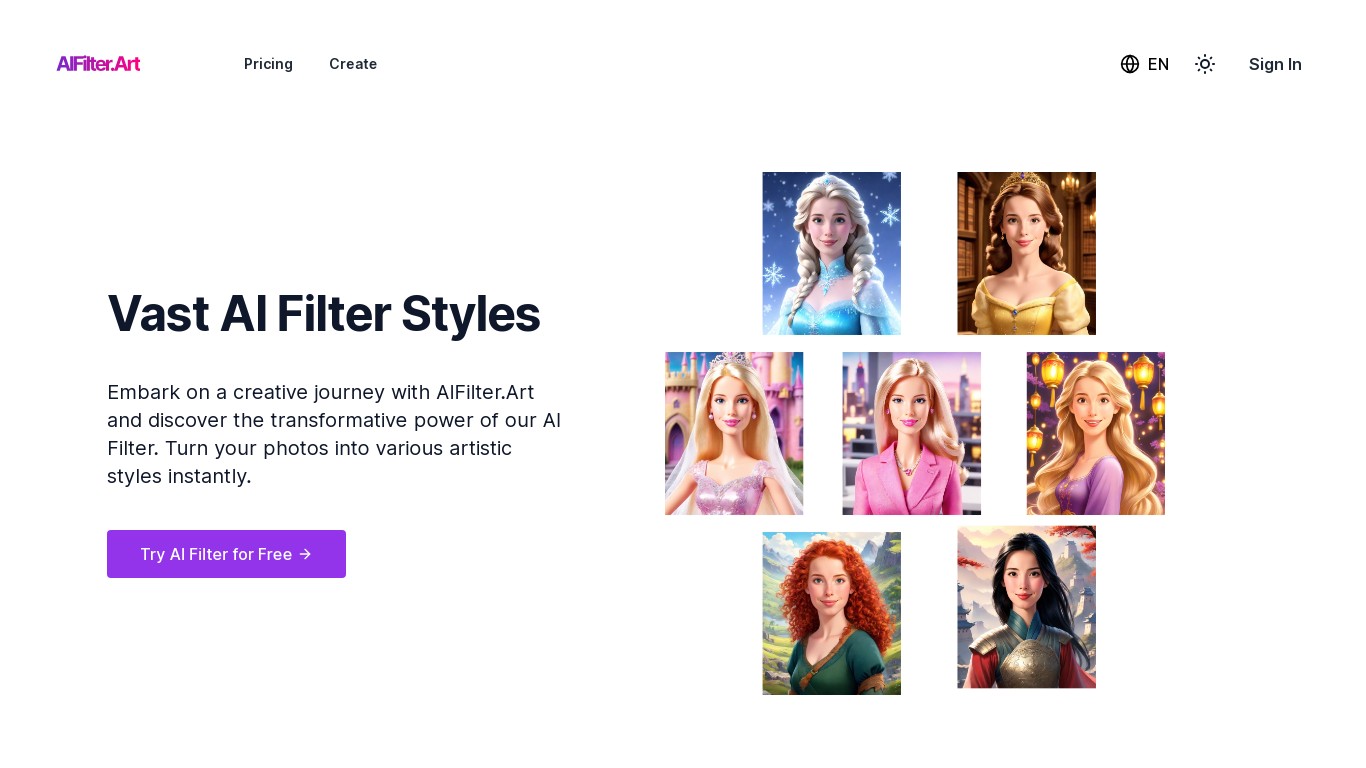 AIFilter.Art
Pricing
Create
EN
Sign In
Vast AI Filter Styles
Embark on a creative journey with AIFilter.Art
and discover the transformative power of our AI
Filter. Turn your photos into various artistic
styles instantly.
Try AI Filter for Free →